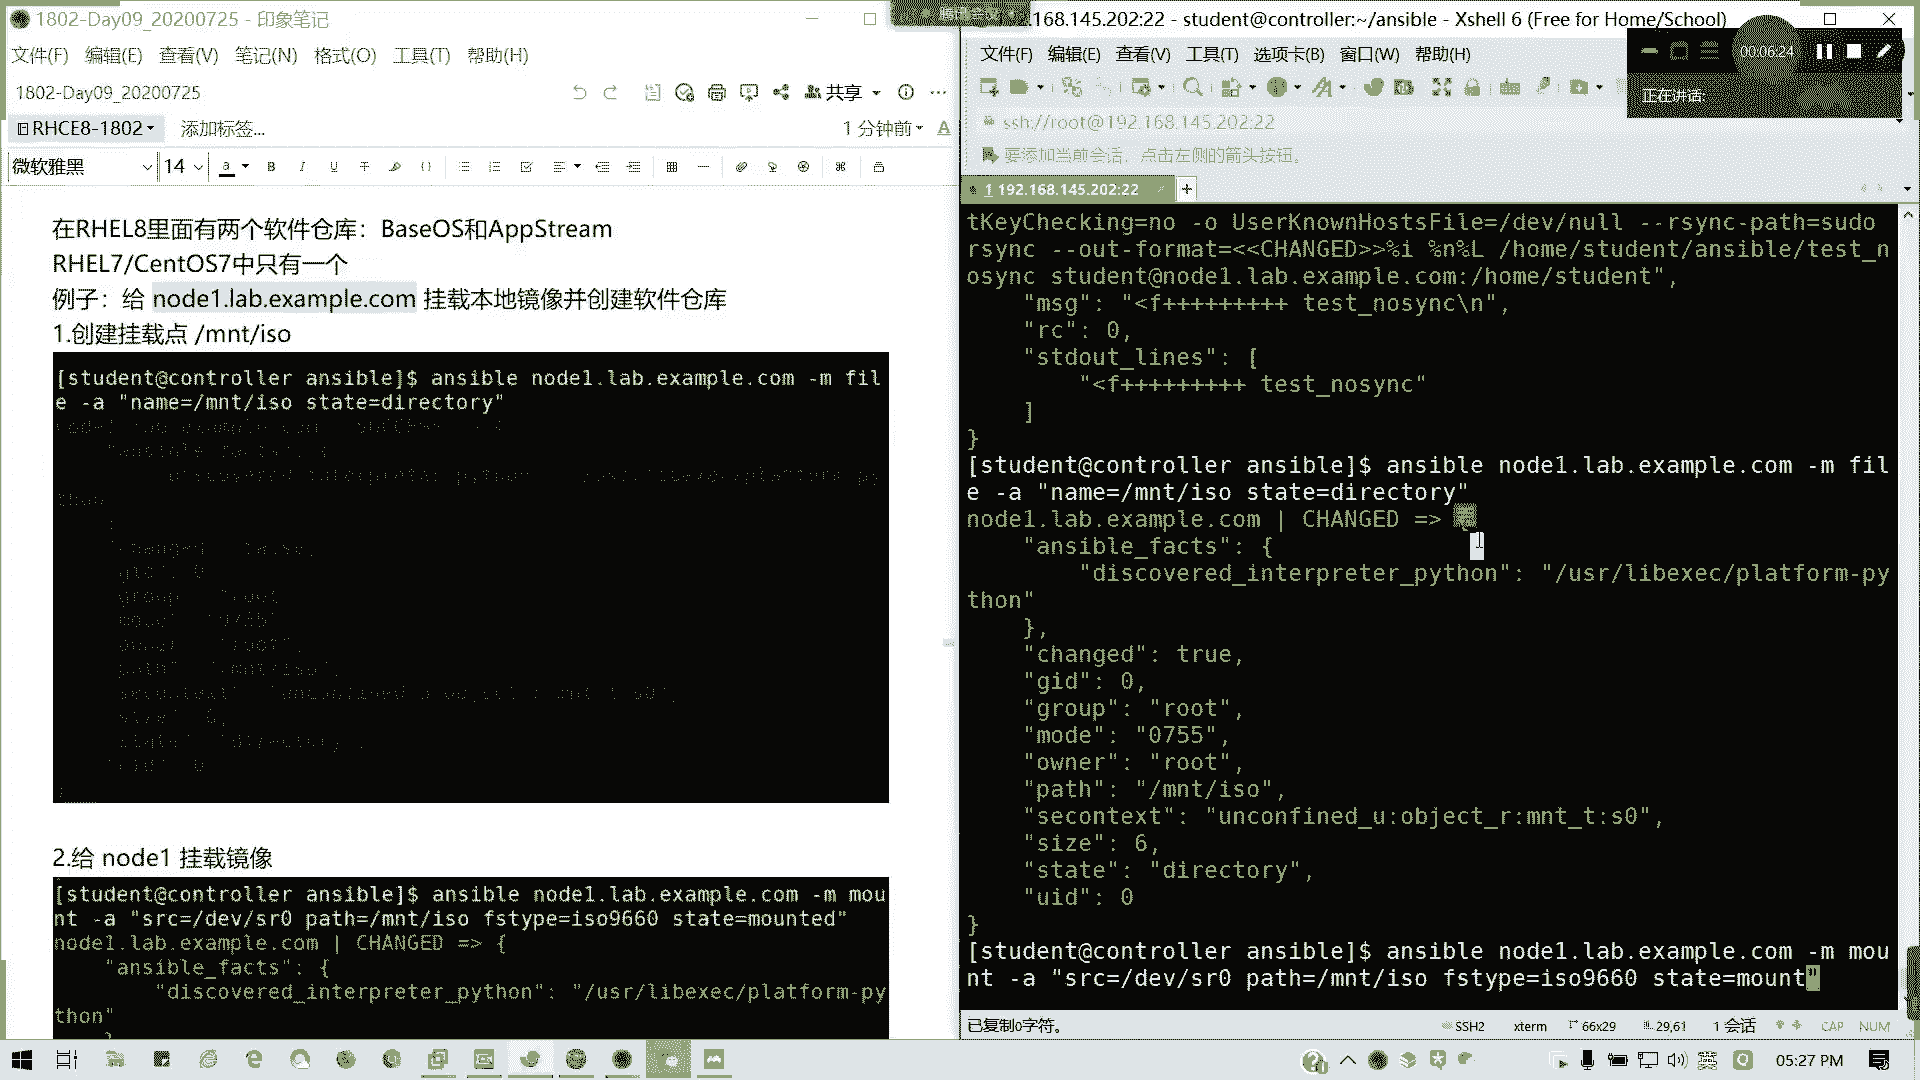 1802-Day09_20200725 - 印象笔记
文件(F) 编辑(E) 查看(V) 笔记(N) 格式(O) 工具(T) 帮助(H)
1802-Day09_20200725
共享
RHCE8-1802 添加标签...
1 分钟前
微软雅黑 14
在RHEL8里面有两个软件仓库：BaseOS和AppStream
RHEL7/CentOS7中只有一个
例子：给 node1.lab.example.com 挂载本地镜像并创建软件仓库
1.创建挂载点 /mnt/iso
[student@controller ansible]$ ansible node1.lab.example.com -m fil
e -a "name=/mnt/iso state=directory"
2.给 node1 挂载镜像
[student@controller ansible]$ ansible node1.lab.example.com -m mou
nt -a "src=/dev/sr0 path=/mnt/iso fstype=iso9660 state=mounted"
node1.lab.example.com | CHANGED => {
"ansible_facts": {
"discovered_interpreter_python": "/usr/libexec/platform-py
thon"
.168.145.202:22 - student@controller:~/ansible - Xshell 6 (Free for Home/School)
文件(F) 编辑(E) 查看(V) 工具(T) 选项卡(B) 窗口(W) 帮助(H)
00:06:24
正在讲话:
ssh://root@192.168.145.202:22
要添加当前会话，点击左侧的箭头按钮。
1 192.168.145.202:22
tKeyChecking=no -o UserKnownHostsFile=/dev/null --rsync-path=sudo
rsync --out-format=<<CHANGED>>%i %n%L /home/student/ansible/test_n
osync student@node1.lab.example.com:/home/student",
"msg": "<f+++++++++ test_nosync\n",
"rc": 0,
"stdout_lines": [
"<f+++++++++ test_nosync"
]
}
[student@controller ansible]$ ansible node1.lab.example.com -m fil
e -a "name=/mnt/iso state=directory"
node1.lab.example.com | CHANGED => {
"ansible_facts": {
"discovered_interpreter_python": "/usr/libexec/platform-py
thon"
},
"changed": true,
"gid": 0,
"group": "root",
"mode": "0755",
"owner": "root",
"path": "/mnt/iso",
"secontext": "unconfined_u:object_r:mnt_t:s0",
"size": 6,
"state": "directory",
"uid": 0
}
[student@controller ansible]$ ansible node1.lab.example.com -m mou
nt -a "src=/dev/sr0 path=/mnt/iso fstype=iso9660 state=mount"
已复制0字符。 SSH2 xterm 66x29 29,61 1 会话 CAP NUM
05:27 PM